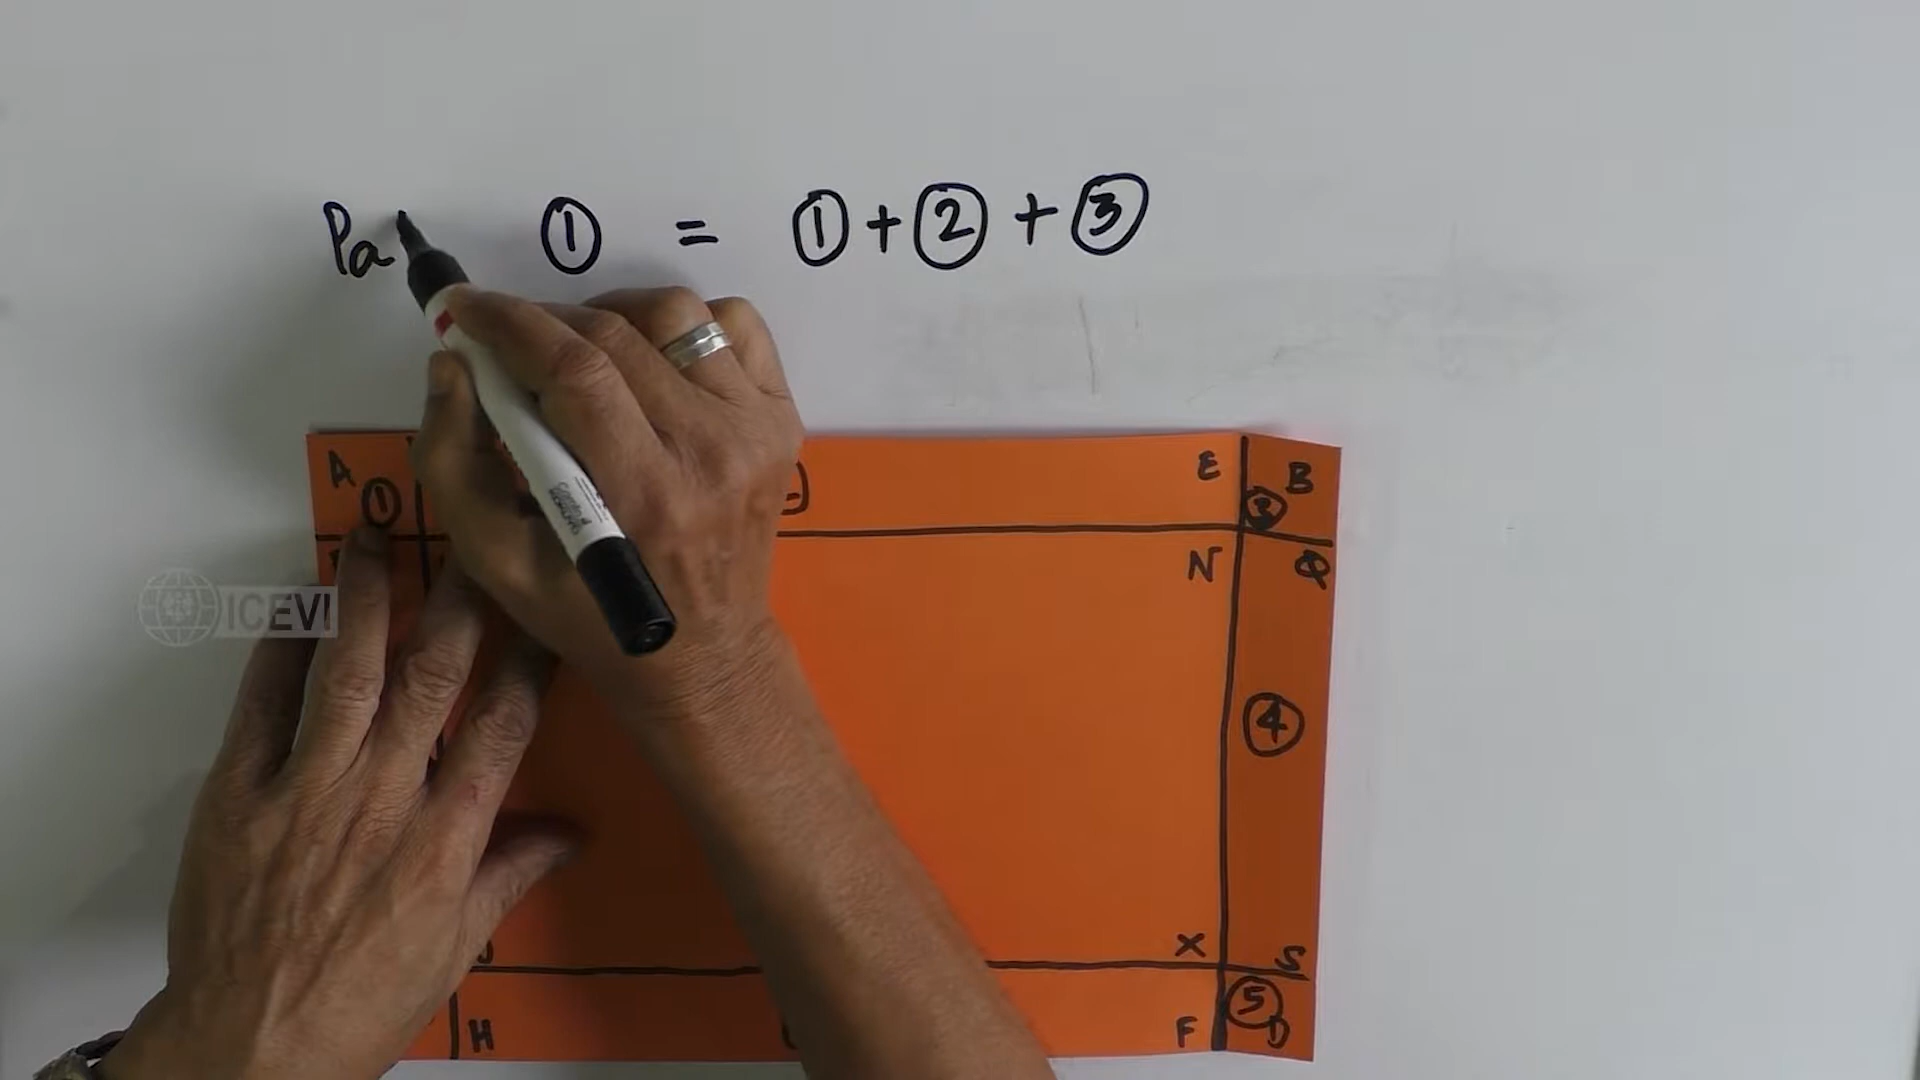 Pa ① = ① + ② + ③
A ① E B
③
N Q
ICEVI
④
X S
⑤
H F D